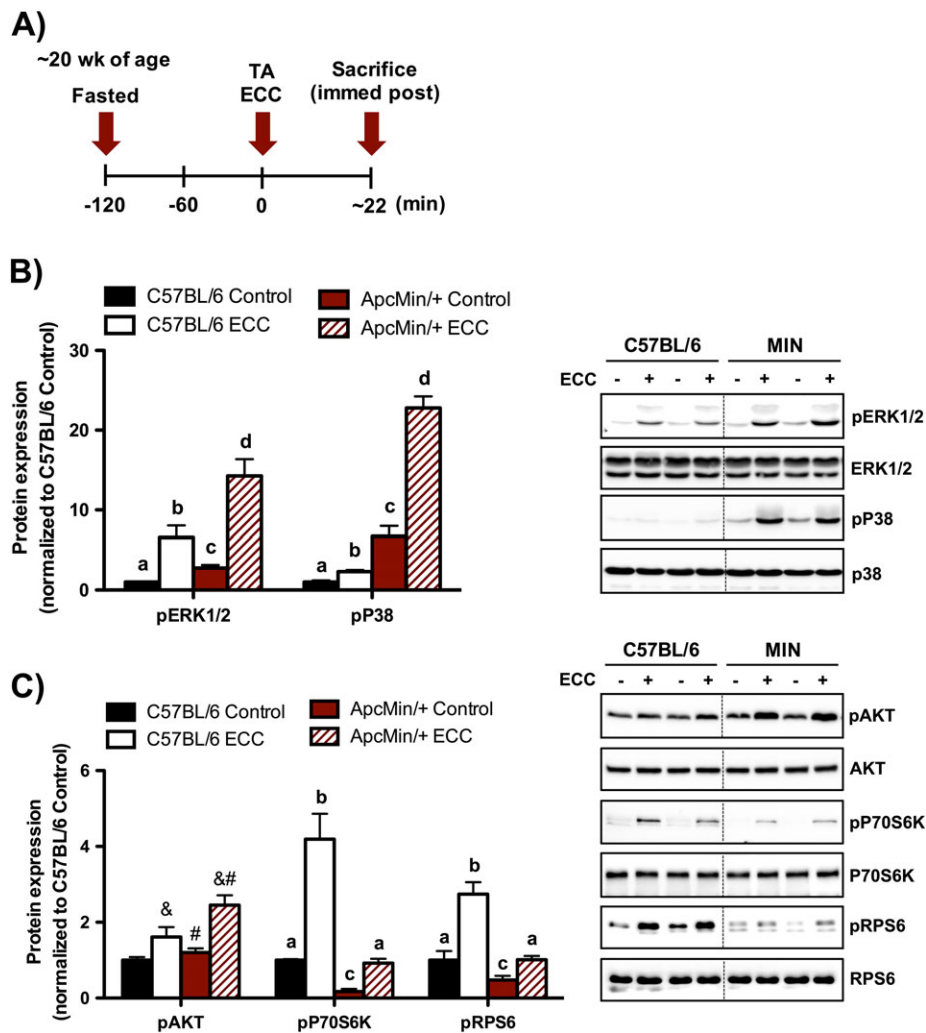 A)
~20 wk of age
Fasted
TA
ECC
Sacrifice
(immed post)
-120
-60
0
~22
(min)
B)
C57BL/6 Control
C57BL/6 ECC
ApcMin/+ Control
ApcMin/+ ECC
Protein expression
(normalized to C57BL/6 Control)
30
20
10
0
a
b
c
d
a
b
c
d
pERK1/2
pP38
C57BL/6
MIN
ECC - + - + - + - +
pERK1/2
ERK1/2
pP38
p38
C)
C57BL/6 Control
C57BL/6 ECC
ApcMin/+ Control
ApcMin/+ ECC
Protein expression
(normalized to C57BL/6 Control)
6
4
2
0
&
#
&#
a
b
c
a
a
b
c
a
pAKT
pP70S6K
pRPS6
C57BL/6
MIN
ECC - + - + - + - +
pAKT
AKT
pP70S6K
P70S6K
pRPS6
RPS6